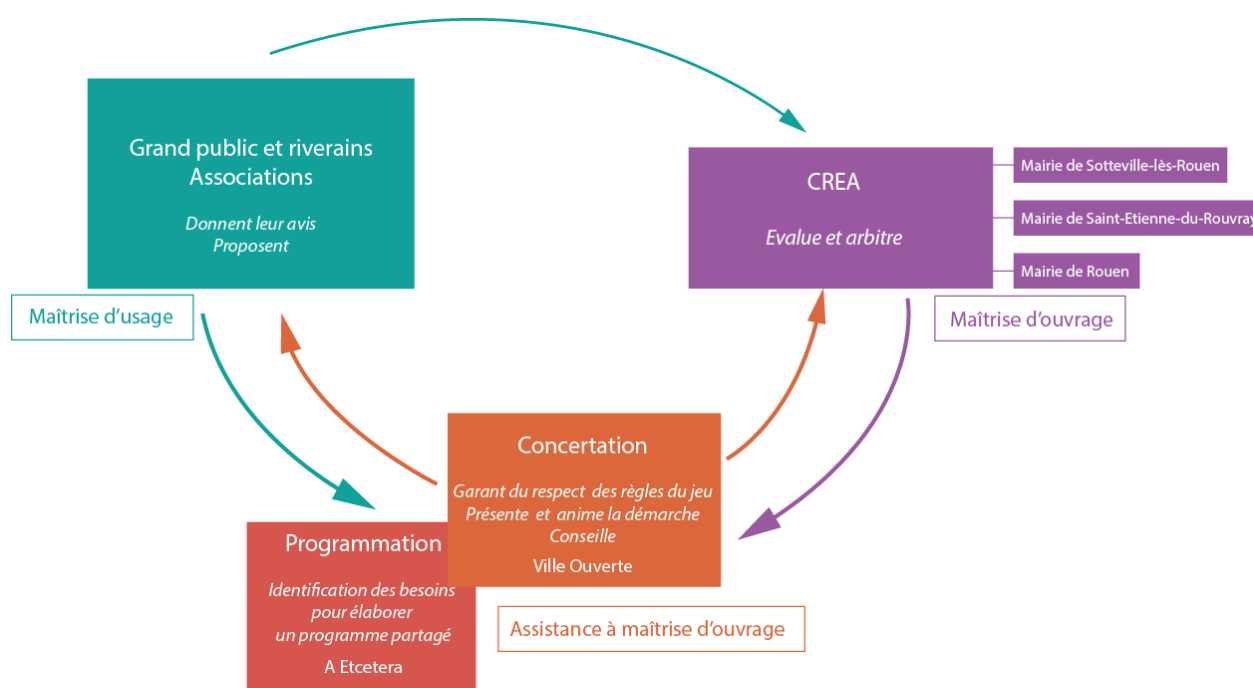 Grand public et riverains
Associations
Donnent leur avis
Proposent
Maîtrise d'usage
CREA
Evalue et arbitre
Mairie de Sotteville-lès-Rouen
Mairie de Saint-Etienne-du-Rouvray
Mairie de Rouen
Maîtrise d'ouvrage
Concertation
Garant du respect des règles du jeu
Présente et anime la démarche
Conseille
Ville Ouverte
Programmation
Identification des besoins
pour élaborer
un programme partagé
A Etcetera
Assistance à maîtrise d'ouvrage